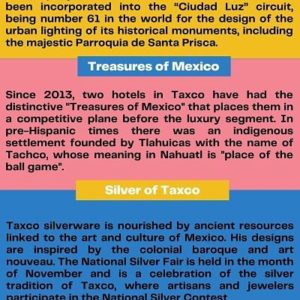 been incorporated into the “Ciudad Luz” circuit,
being number 61 in the world for the design of the
urban lighting of its historical monuments, including
the majestic Parroquia de Santa Prisca.
Treasures of Mexico
Since 2013, two hotels in Taxco have had the
distinctive "Treasures of Mexico" that places them in
a competitive plane before the luxury segment. In
pre-Hispanic times there was an indigenous
settlement founded by Tlahuicas with the name of
Tachco, whose meaning in Nahuatl is "place of the
ball game".
Silver of Taxco
Taxco silverware is nourished by ancient resources
linked to the art and culture of Mexico. His designs
are inspired by the colonial baroque and art
nouveau. The National Silver Fair is held in the month
of November and is a celebration of the silver
tradition of Taxco, where artisans and jewelers
participate in the National Silver Contest